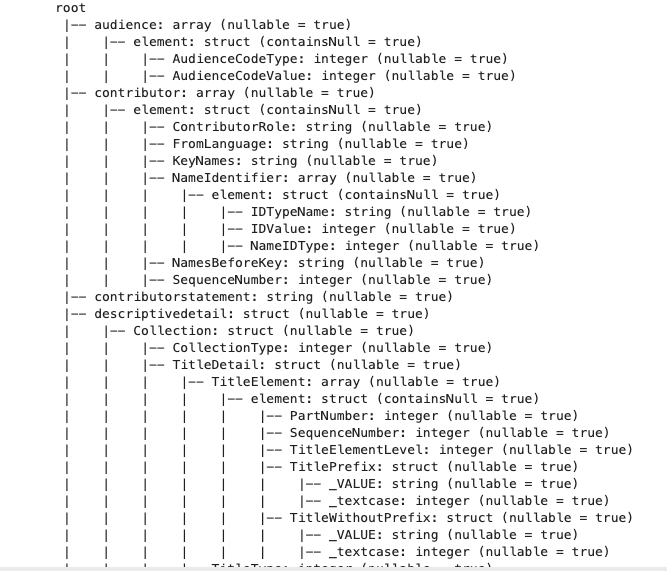 root
 |-- audience: array (nullable = true)
 |    |-- element: struct (containsNull = true)
 |    |    |-- AudienceCodeType: integer (nullable = true)
 |    |    |-- AudienceCodeValue: integer (nullable = true)
 |-- contributor: array (nullable = true)
 |    |-- element: struct (containsNull = true)
 |    |    |-- ContributorRole: string (nullable = true)
 |    |    |-- FromLanguage: string (nullable = true)
 |    |    |-- KeyNames: string (nullable = true)
 |    |    |-- NameIdentifier: array (nullable = true)
 |    |    |    |-- element: struct (containsNull = true)
 |    |    |    |    |-- IDTypeName: string (nullable = true)
 |    |    |    |    |-- IDValue: integer (nullable = true)
 |    |    |    |    |-- NameIDType: integer (nullable = true)
 |    |    |-- NamesBeforeKey: string (nullable = true)
 |    |    |-- SequenceNumber: integer (nullable = true)
 |-- contributorstatement: string (nullable = true)
 |-- descriptivedetail: struct (nullable = true)
 |    |-- Collection: struct (nullable = true)
 |    |    |-- CollectionType: integer (nullable = true)
 |    |    |-- TitleDetail: struct (nullable = true)
 |    |    |    |-- TitleElement: array (nullable = true)
 |    |    |    |    |-- element: struct (containsNull = true)
 |    |    |    |    |    |-- PartNumber: integer (nullable = true)
 |    |    |    |    |    |-- SequenceNumber: integer (nullable = true)
 |    |    |    |    |    |-- TitleElementLevel: integer (nullable = true)
 |    |    |    |    |    |-- TitlePrefix: struct (nullable = true)
 |    |    |    |    |    |    |-- _VALUE: string (nullable = true)
 |    |    |    |    |    |    |-- _textcase: integer (nullable = true)
 |    |    |    |    |    |-- TitleWithoutPrefix: struct (nullable = true)
 |    |    |    |    |    |    |-- _VALUE: string (nullable = true)
 |    |    |    |    |    |    |-- _textcase: integer (nullable = true)